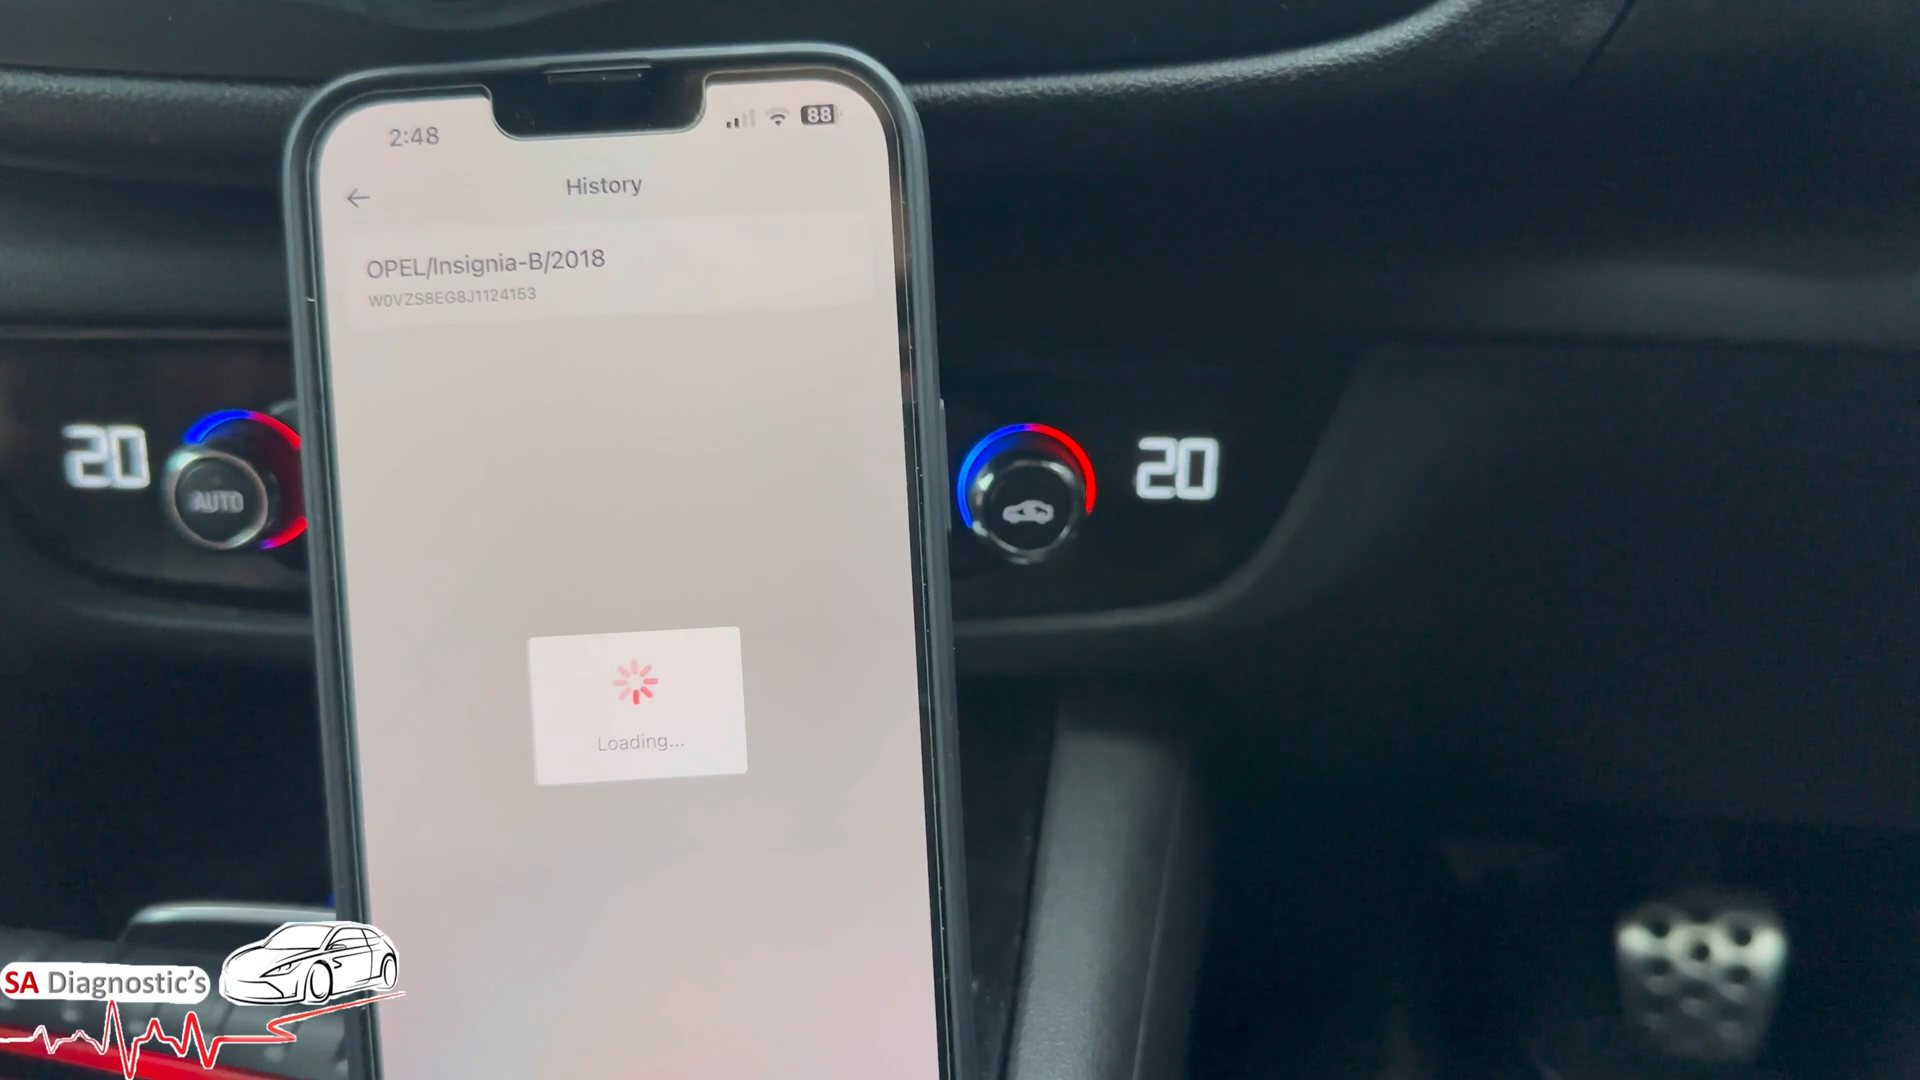 2:48
88
History
OPEL/Insignia-B/2018
W0VZS8EG8J1124153
20
AUTO
20
Loading...
SA Diagnostic's